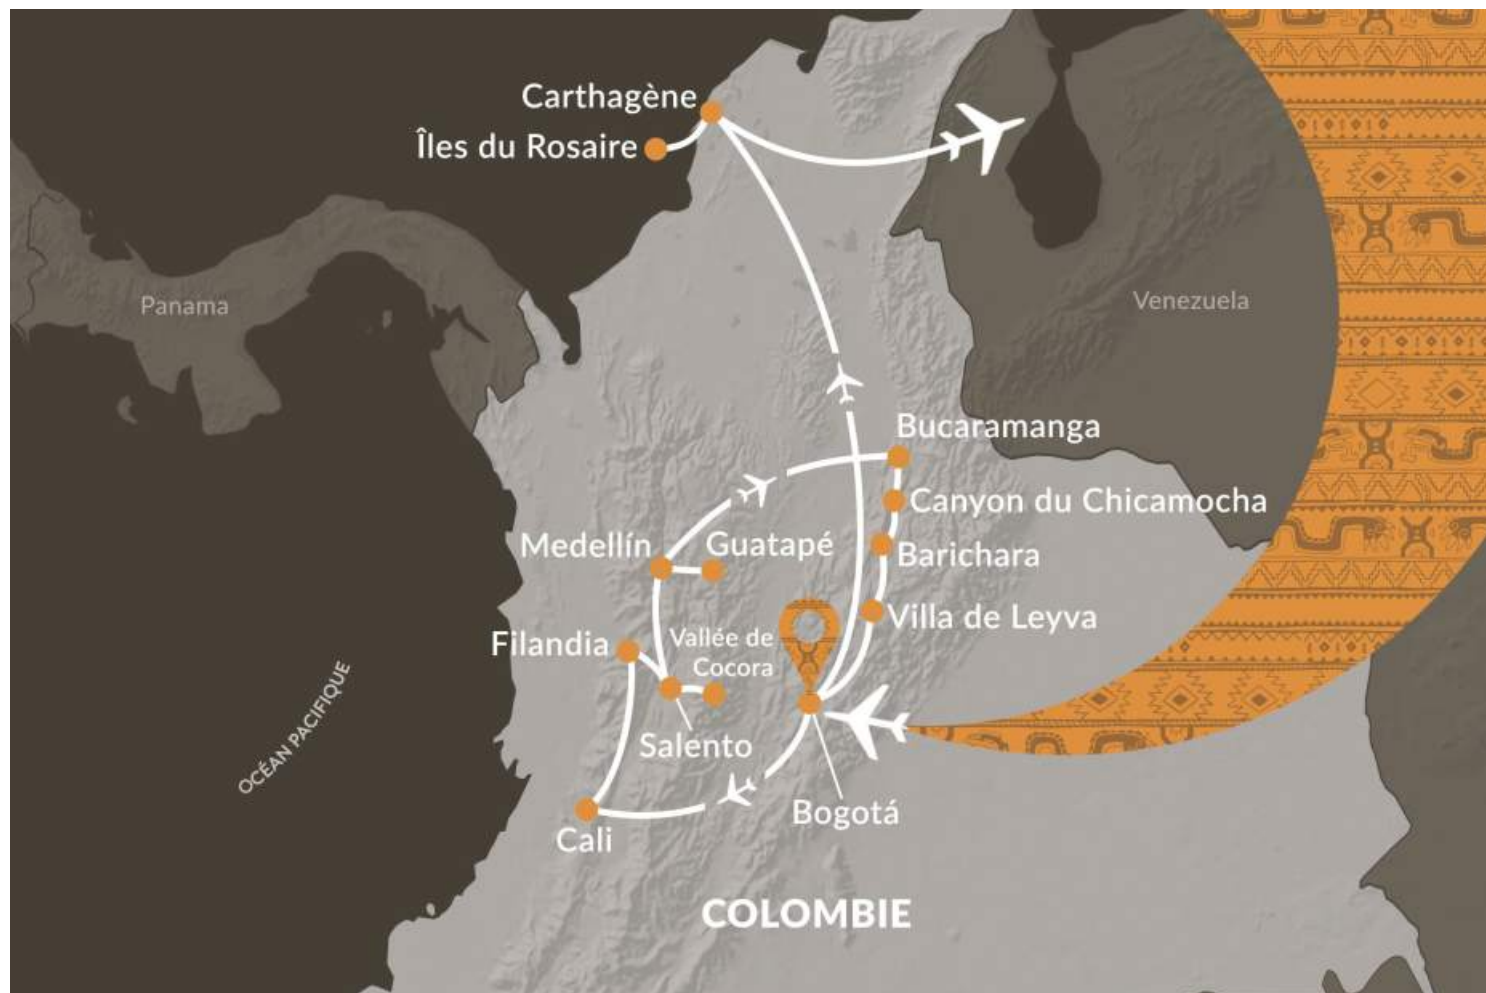 Carthagène
Îles du Rosaire
Panama
Venezuela
Bucaramanga
Canyon du Chicamocha
Medellín
Guatapé
Barichara
Villa de Leyva
Filandia
Vallée de
Cocora
OCÉAN PACIFIQUE
Salento
Bogotá
Cali
COLOMBIE